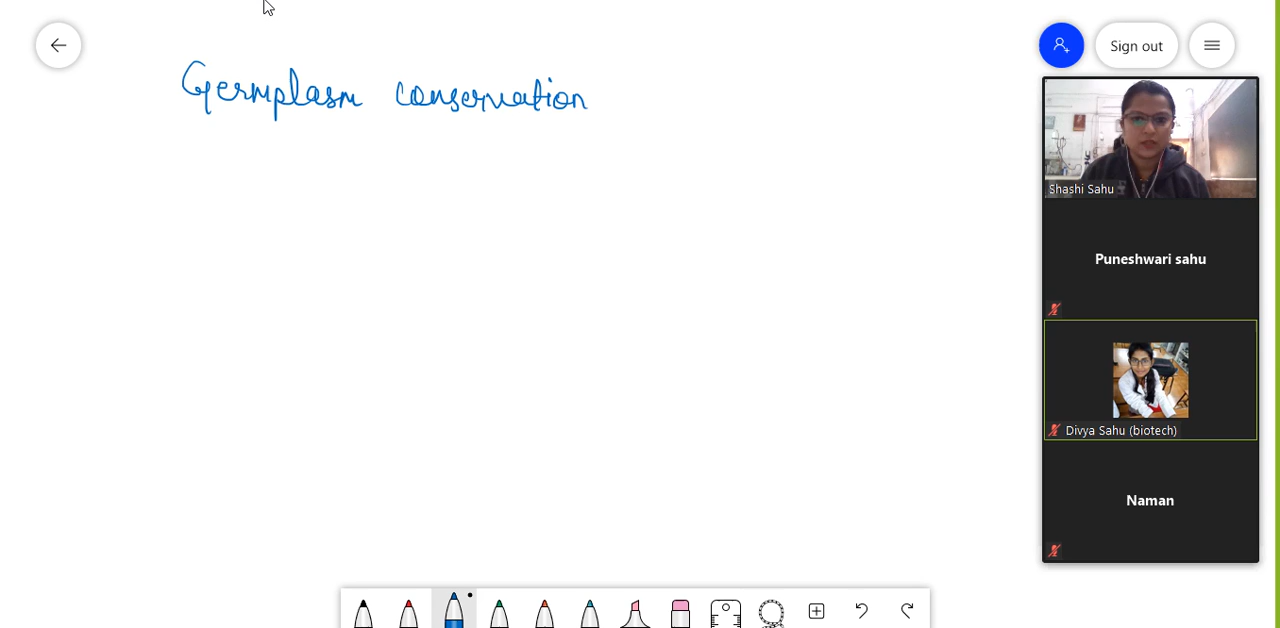 Sign out
Germplasm conservation
Shashi Sahu
Puneshwari sahu
Divya Sahu (biotech)
Naman